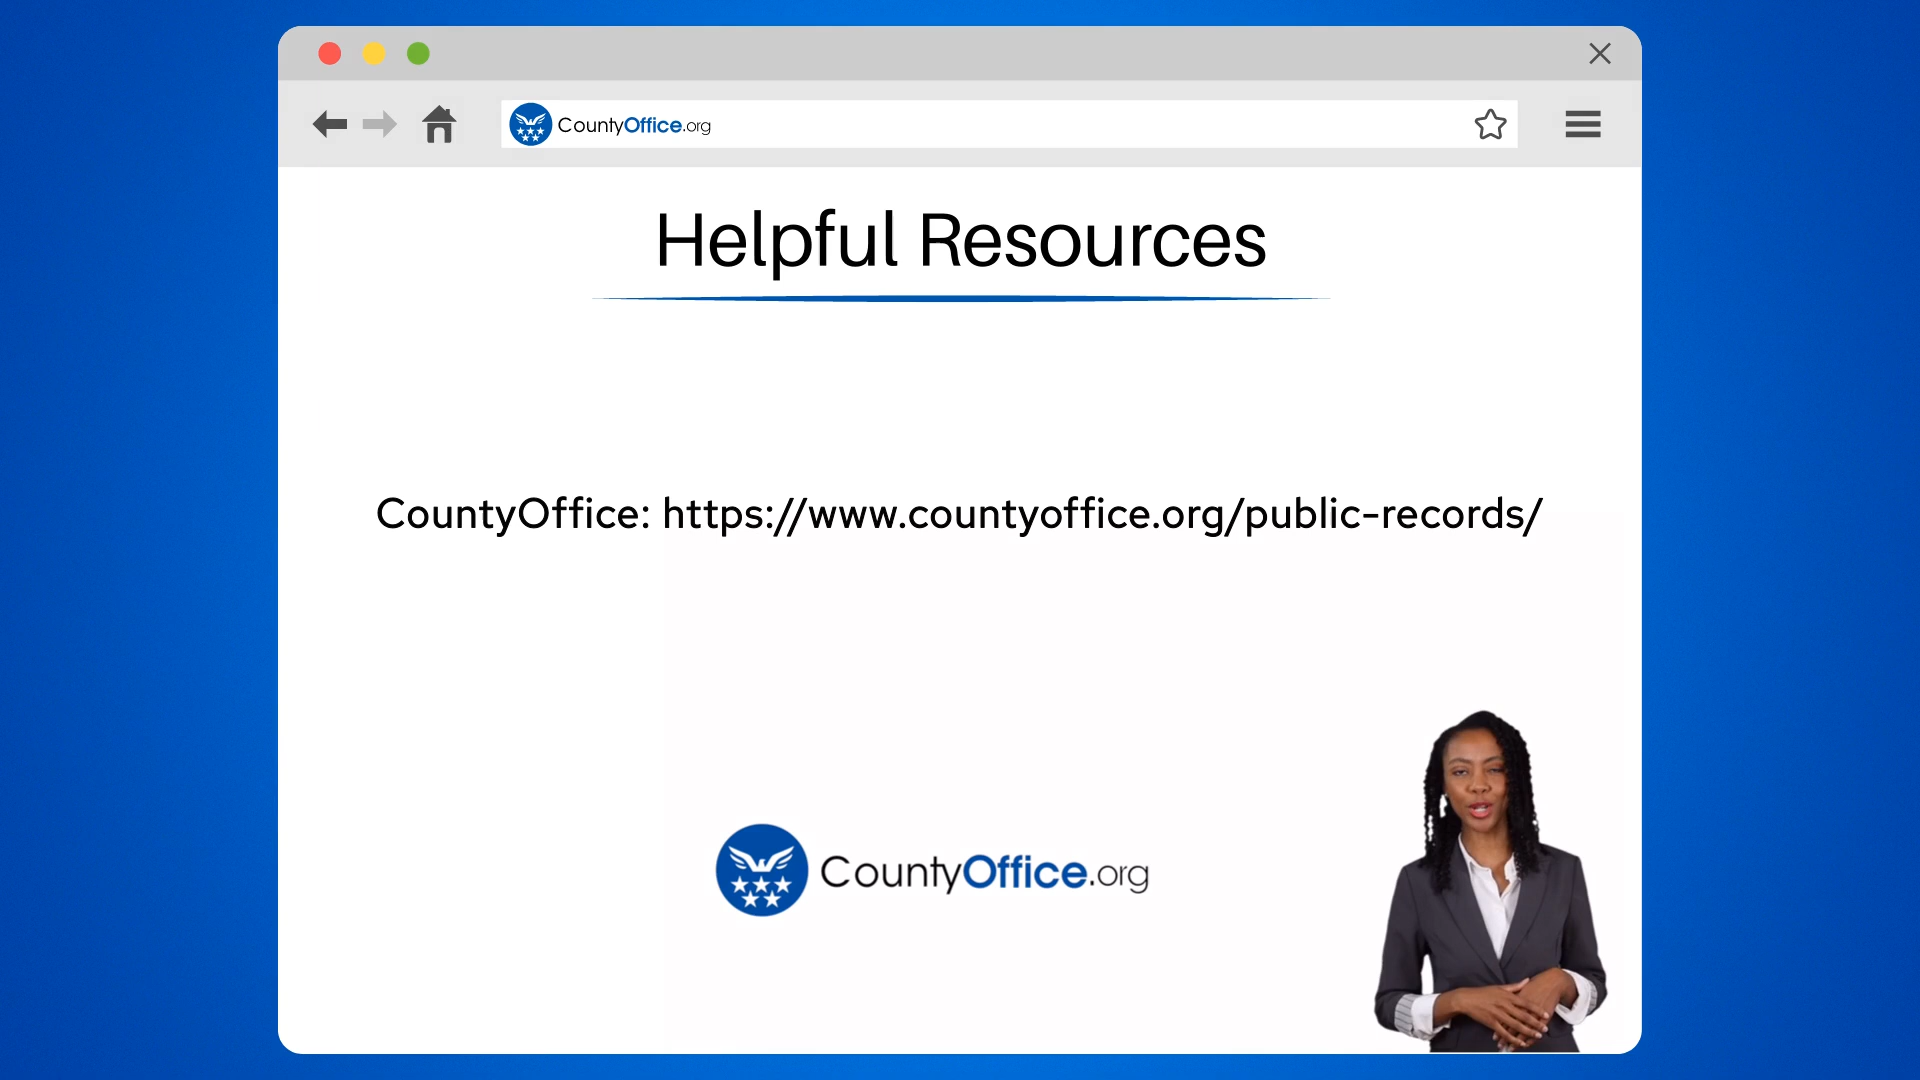 CountyOffice.org
Helpful Resources
CountyOffice: https://www.countyoffice.org/public-records/
CountyOffice.org